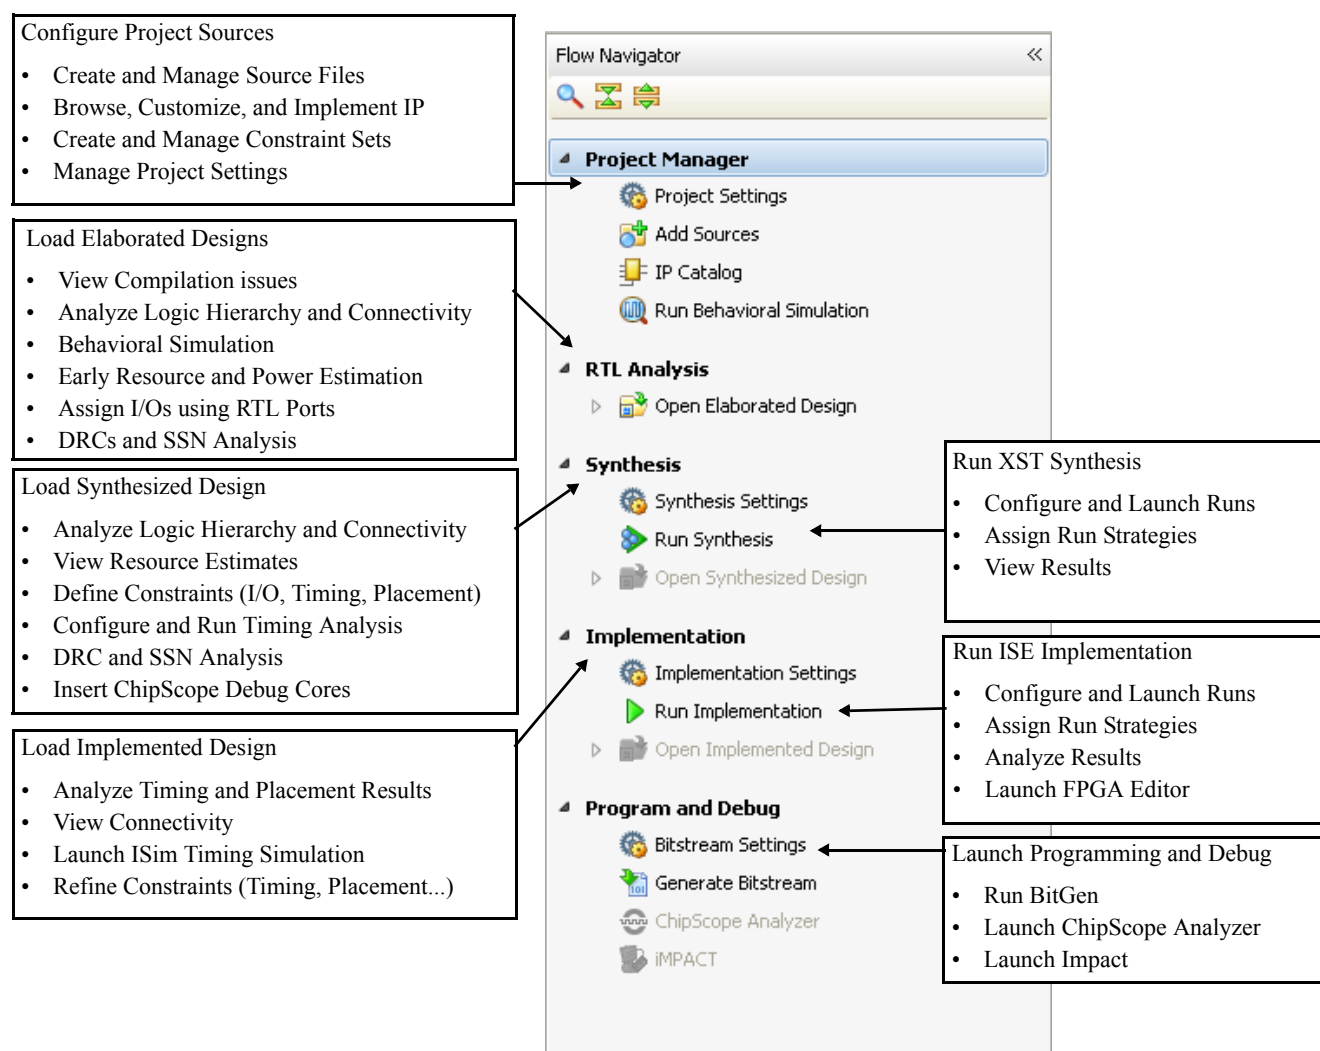 Configure Project Sources
• Create and Manage Source Files
• Browse, Customize, and Implement IP
• Create and Manage Constraint Sets
• Manage Project Settings
Load Elaborated Designs
• View Compilation issues
• Analyze Logic Hierarchy and Connectivity
• Behavioral Simulation
• Early Resource and Power Estimation
• Assign I/Os using RTL Ports
• DRCs and SSN Analysis
Load Synthesized Design
• Analyze Logic Hierarchy and Connectivity
• View Resource Estimates
• Define Constraints (I/O, Timing, Placement)
• Configure and Run Timing Analysis
• DRC and SSN Analysis
• Insert ChipScope Debug Cores
Load Implemented Design
• Analyze Timing and Placement Results
• View Connectivity
• Launch ISim Timing Simulation
• Refine Constraints (Timing, Placement...)
Flow Navigator
Project Manager
Project Settings
Add Sources
IP Catalog
Run Behavioral Simulation
RTL Analysis
Open Elaborated Design
Synthesis
Synthesis Settings
Run Synthesis
Open Synthesized Design
Implementation
Implementation Settings
Run Implementation
Open Implemented Design
Program and Debug
Bitstream Settings
Generate Bitstream
ChipScope Analyzer
iMPACT
Run XST Synthesis
• Configure and Launch Runs
• Assign Run Strategies
• View Results
Run ISE Implementation
• Configure and Launch Runs
• Assign Run Strategies
• Analyze Results
• Launch FPGA Editor
Launch Programming and Debug
• Run BitGen
• Launch ChipScope Analyzer
• Launch Impact